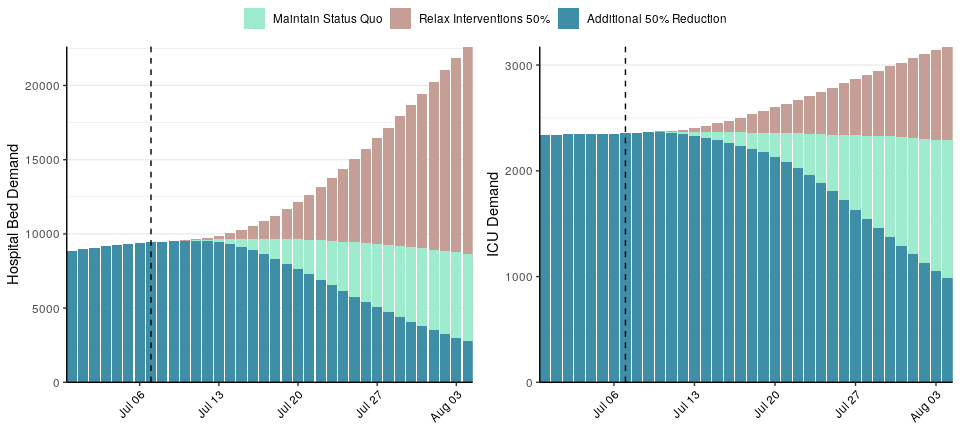 Maintain Status Quo Relax Interventions 50% Additional 50% Reduction
Hospital Bed Demand
20000
15000
10000
5000
0
Jul 06 Jul 13 Jul 20 Jul 27 Aug 03
ICU Demand
3000
2000
1000
0
Jul 06 Jul 13 Jul 20 Jul 27 Aug 03